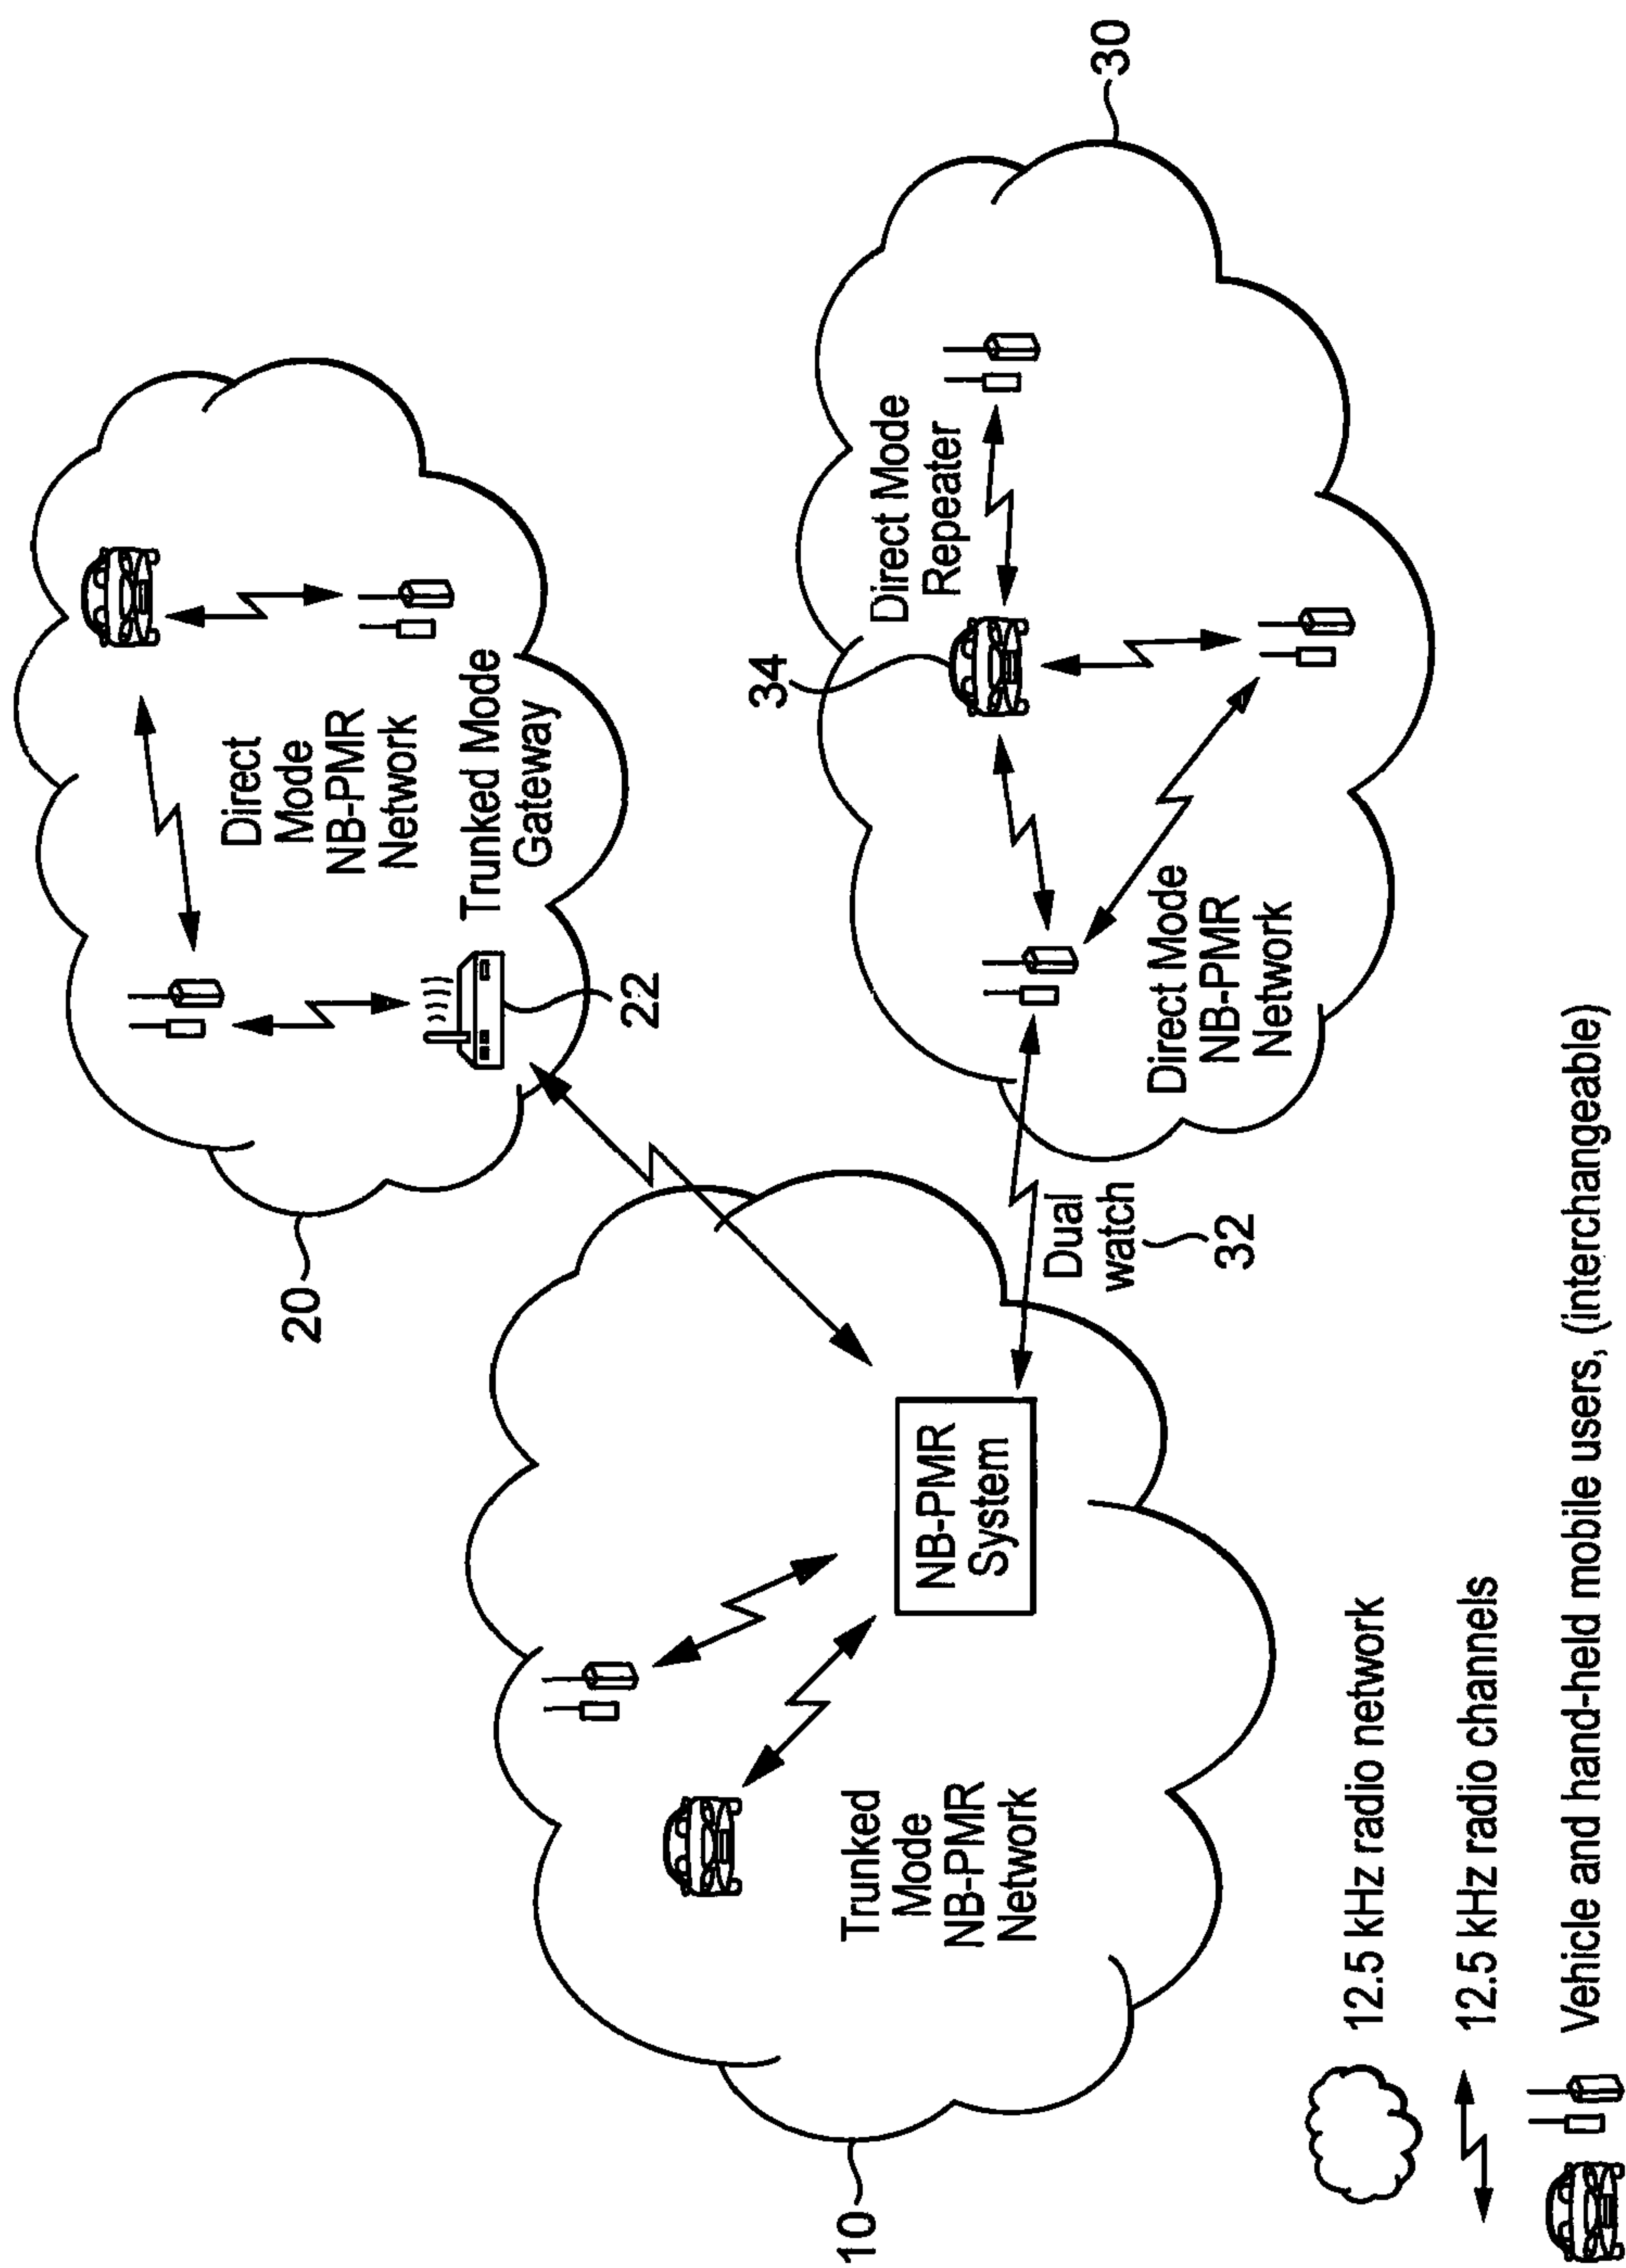 20
Direct
Mode
NB-PMR
Network
Trunked Mode
Gateway
22
30
34
Direct Mode
Repeater
Direct Mode
NB-PMR
Network
Dual
watch
32
NB-PMR
System
Trunked
Mode
NB-PMR
Network
10
12.5 kHz radio network
12.5 kHz radio channels
Vehicle and hand-held mobile users, (interchangeable)